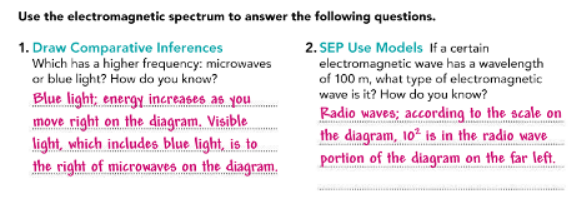 Use the electromagnetic spectrum to answer the following questions.
1. Draw Comparative Inferences
Which has a higher frequency: microwaves
or blue light? How do you know?
Blue light; energy increases as you
move right on the diagram. Visible
light, which includes blue light, is to
the right of microwaves on the diagram.
2. SEP Use Models If a certain
electromagnetic wave has a wavelength
of 100 m, what type of electromagnetic
wave is it? How do you know?
Radio waves; according to the scale on
the diagram, 10² is in the radio wave
portion of the diagram on the far left.